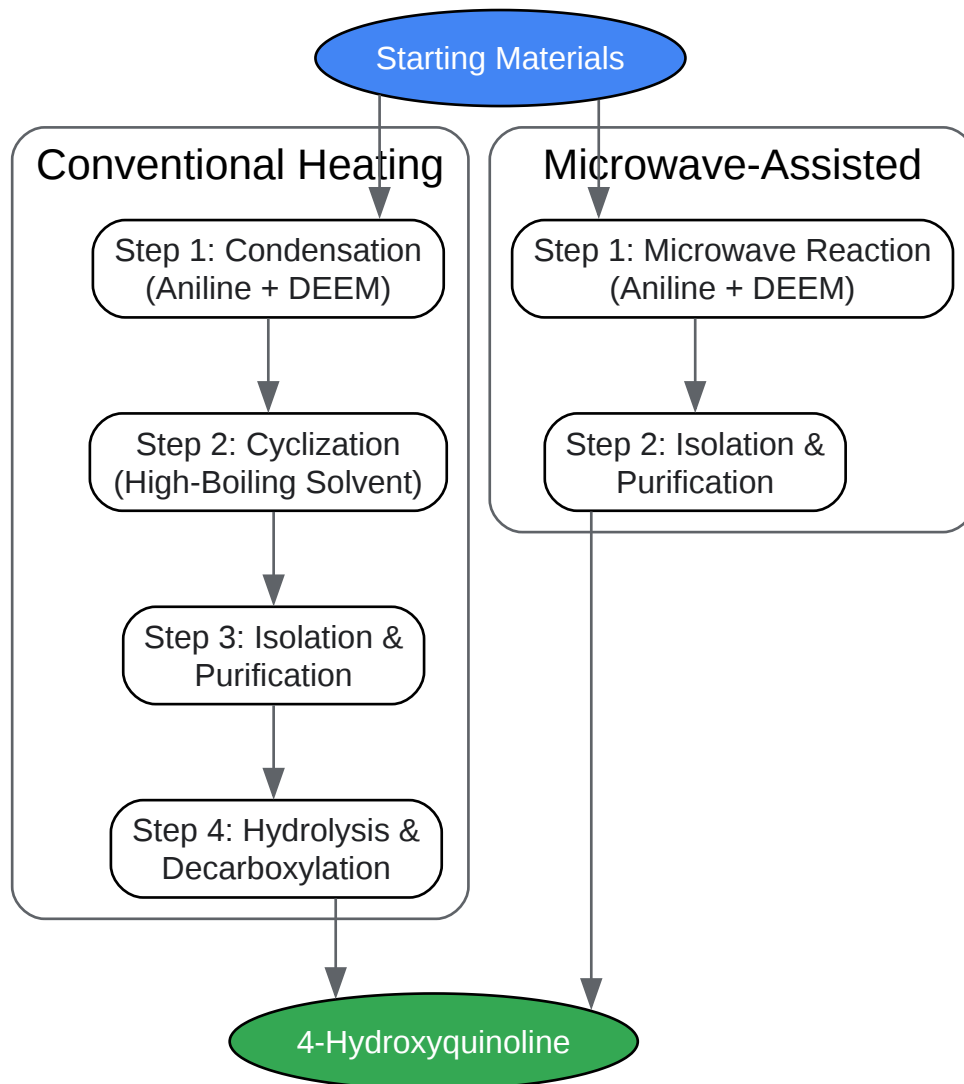 Starting Materials
Conventional Heating
Step 1: Condensation
(Aniline + DEEM)
Step 2: Cyclization
(High-Boiling Solvent)
Step 3: Isolation &
Purification
Step 4: Hydrolysis &
Decarboxylation
Microwave-Assisted
Step 1: Microwave Reaction
(Aniline + DEEM)
Step 2: Isolation &
Purification
4-Hydroxyquinoline